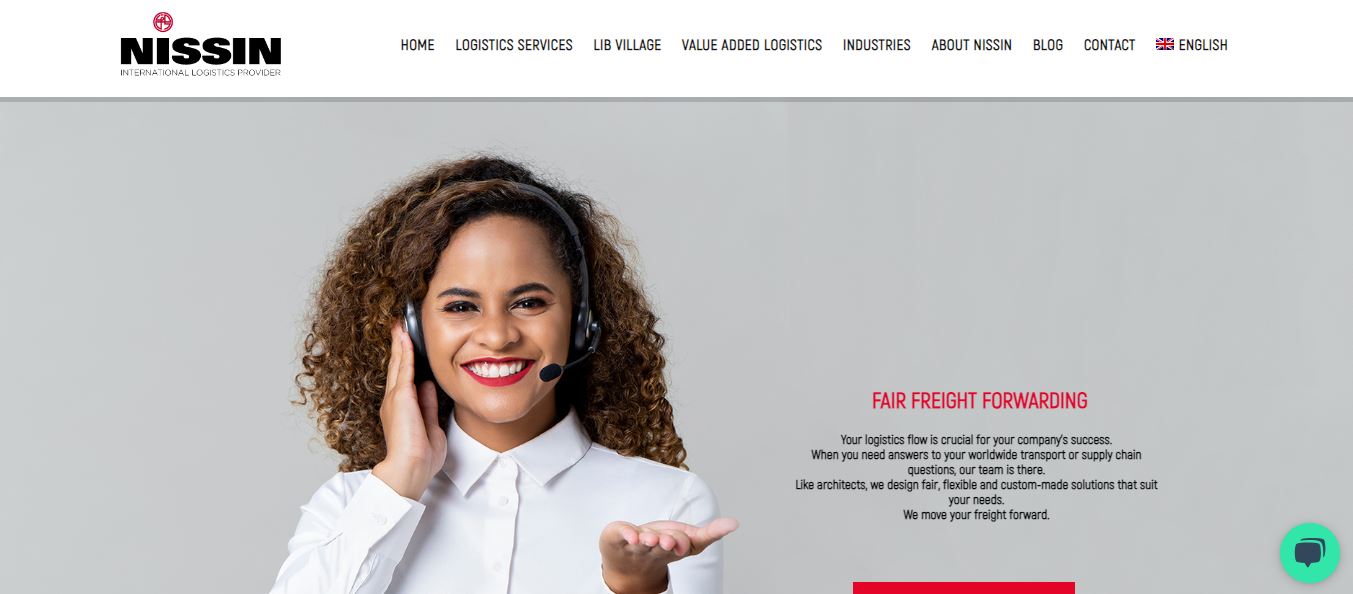 NISSIN
INTERNATIONAL LOGISTICS PROVIDER
HOME LOGISTICS SERVICES LIB VILLAGE VALUE ADDED LOGISTICS INDUSTRIES ABOUT NISSIN BLOG CONTACT ENGLISH
FAIR FREIGHT FORWARDING
Your logistics flow is crucial for your company's success.
When you need answers to your worldwide transport or supply chain
questions, our team is there.
Like architects, we design fair, flexible and custom-made solutions that suit
your needs.
We move your freight forward.